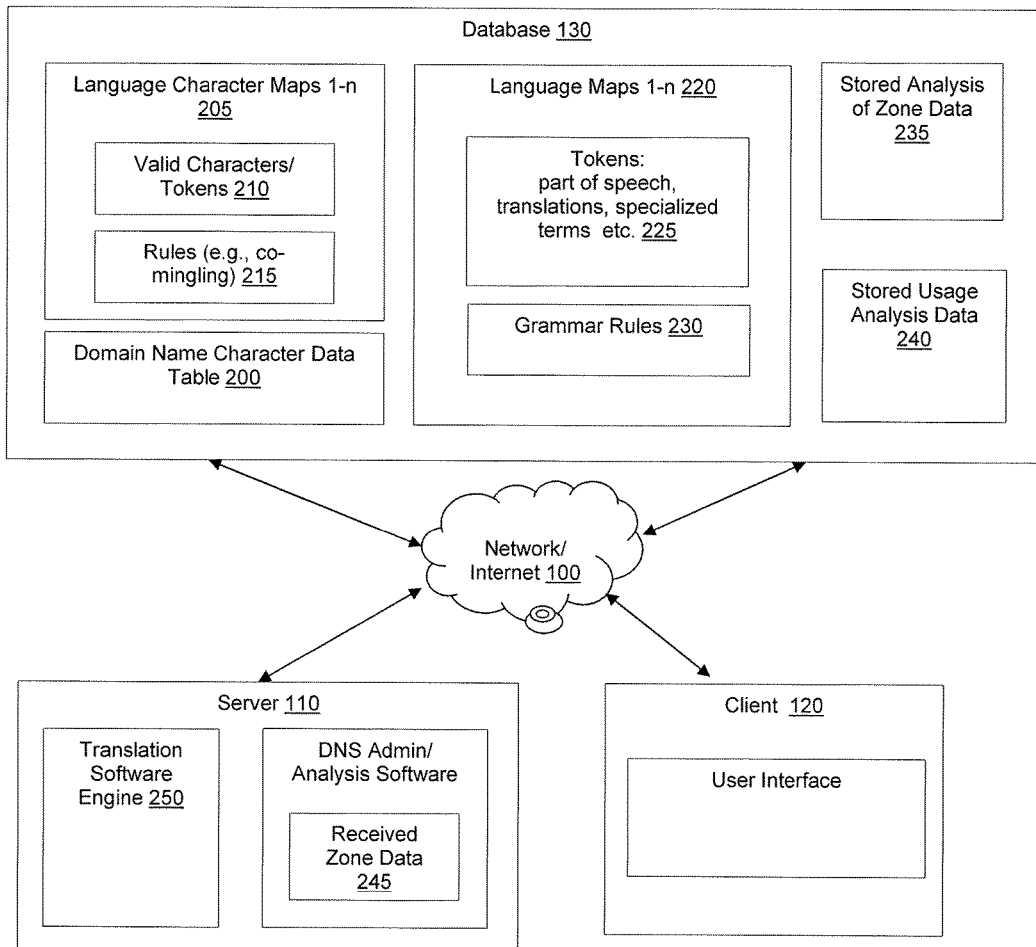 Database 130
Language Character Maps 1-n
205
Valid Characters/
Tokens 210
Rules (e.g., co-
mingling) 215
Domain Name Character Data
Table 200
Language Maps 1-n 220
Tokens:
part of speech,
translations, specialized
terms etc. 225
Grammar Rules 230
Stored Analysis
of Zone Data
235
Stored Usage
Analysis Data
240
Network/
Internet 100
Server 110
Translation
Software
Engine 250
DNS Admin/
Analysis Software
Received
Zone Data
245
Client 120
User Interface